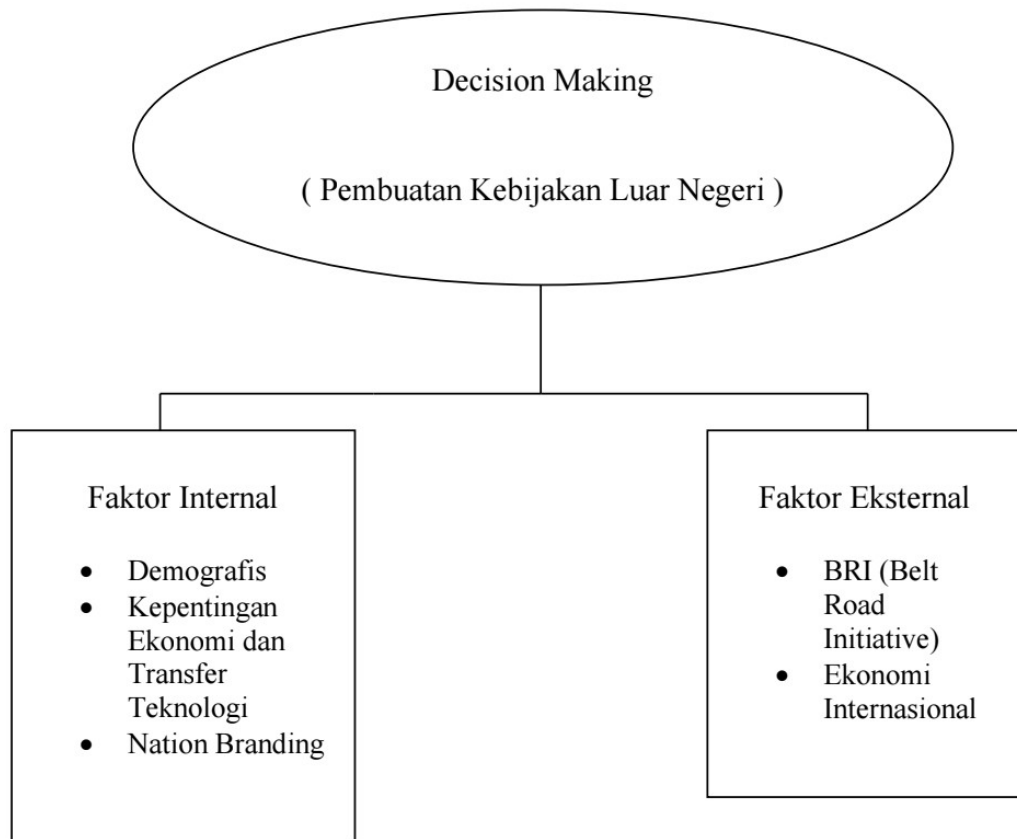 Decision Making
( Pembuatan Kebijakan Luar Negeri )
Faktor Internal
• Demografis
• Kepentingan
Ekonomi dan
Transfer
Teknologi
• Nation Branding
Faktor Eksternal
• BRI (Belt
Road
Initiative)
• Ekonomi
Internasional